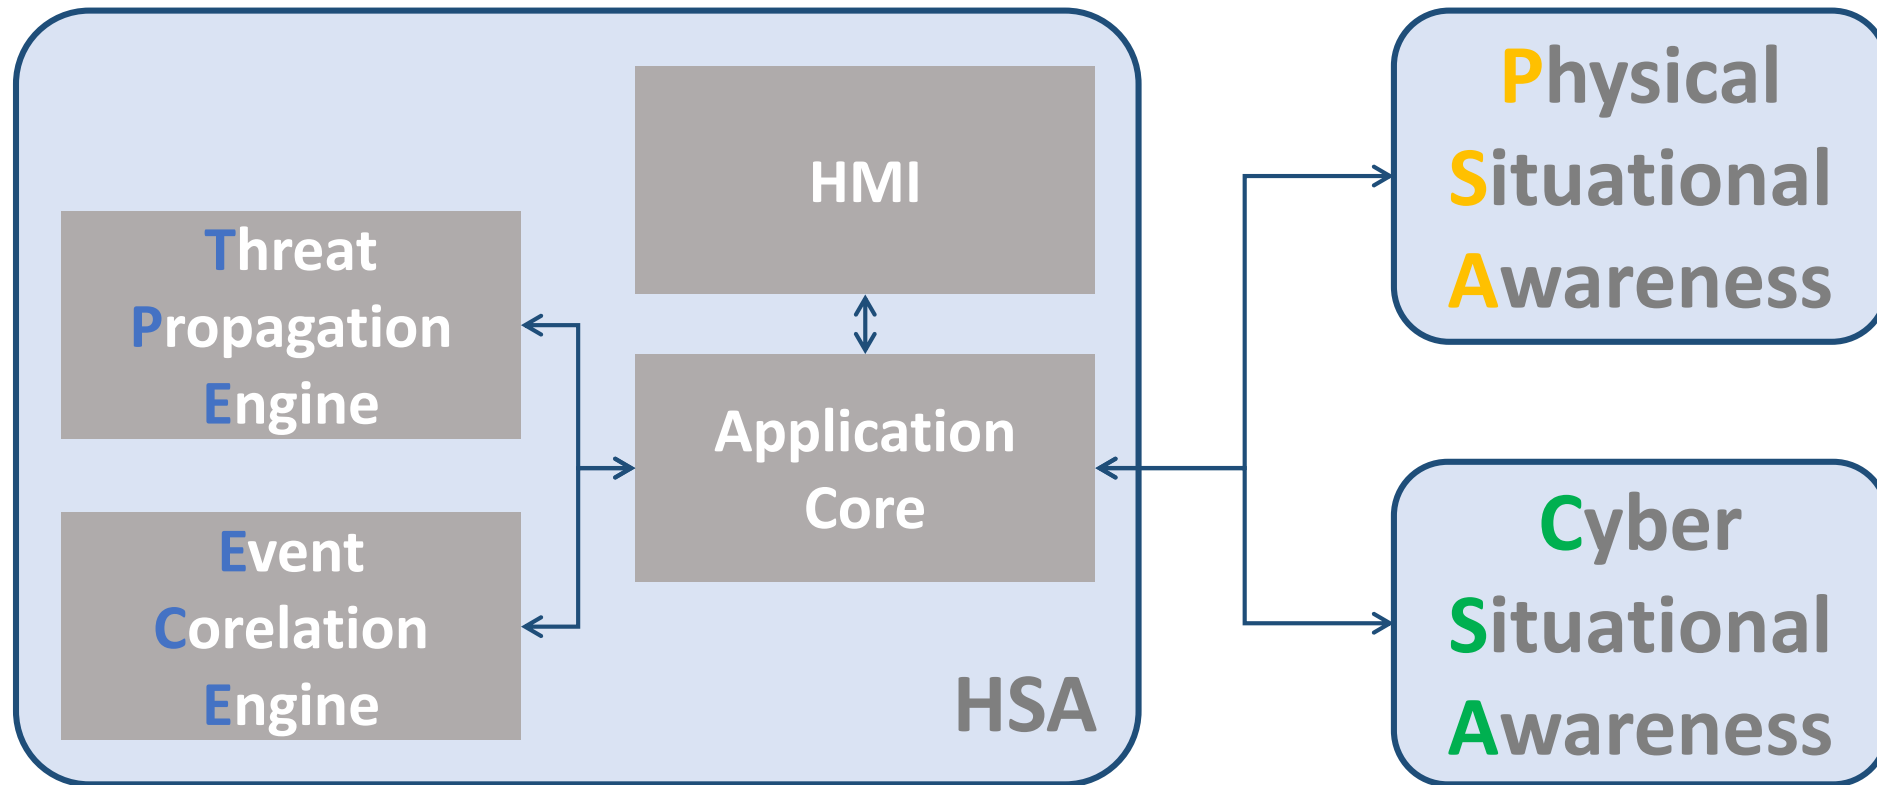 HMI
Threat
Propagation
Engine
Application
Core
Event
Corelation
Engine
HSA
Physical
Situational
Awareness
Cyber
Situational
Awareness